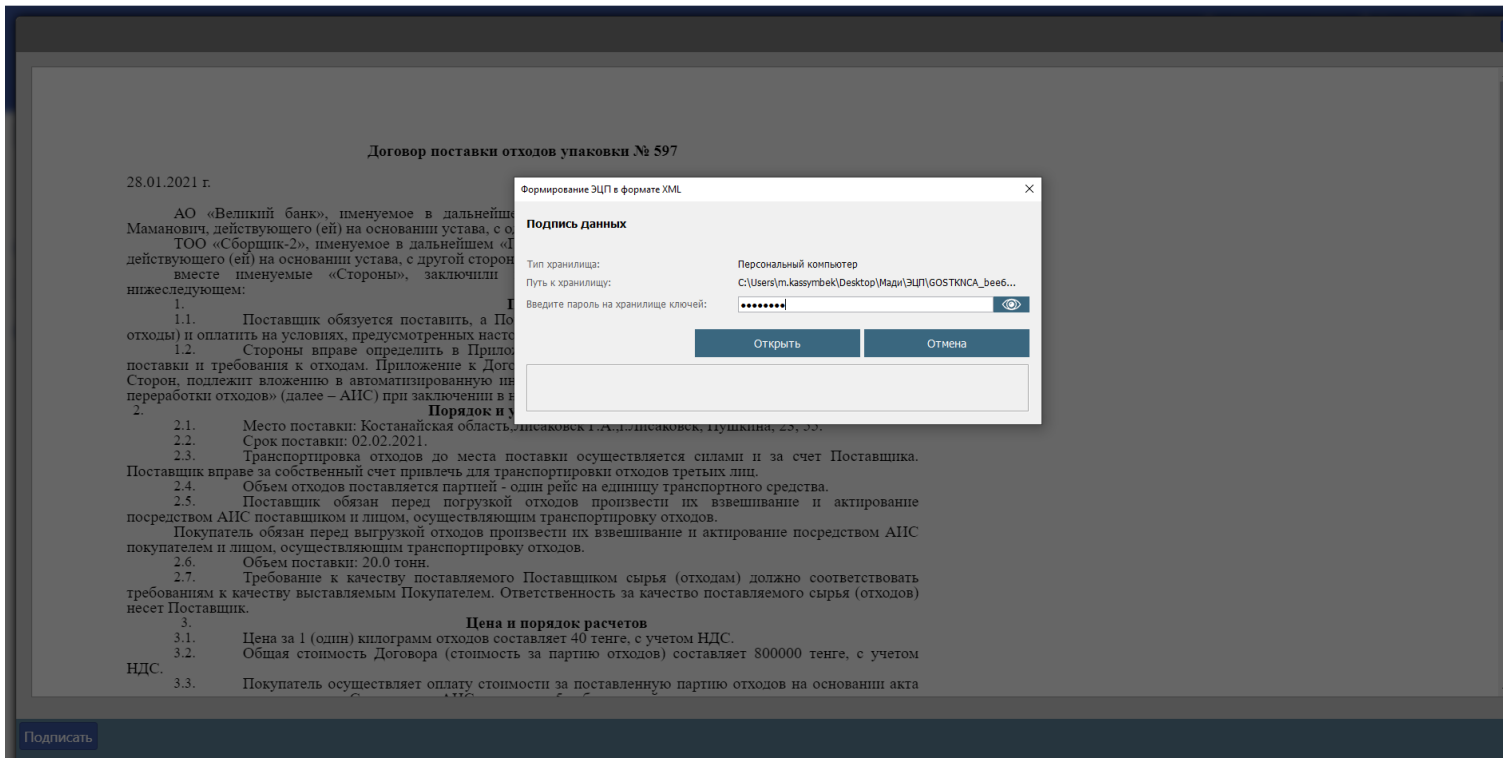 Договор поставки отходов упаковки № 597
28.01.2021 г.
АО «Великий банк», именуемое в дальнейше
Маманович, действующего (ей) на основании устава, с о
ТОО «Сборщик-2», именуемое в дальнейшем «П
действующего (ей) на основании устава, с другой сторон
вместе именуемые «Стороны», заключили
нижеследующем:
1.
1.1. Поставщик обязуется поставить, а По
отходы) и оплатить на условиях, предусмотренных насто
1.2. Стороны вправе определить в Прило
поставки и требования к отходам. Приложение к Дого
Сторон, подлежит вложению в автоматизированную ин
переработки отходов» (далее – АИС) при заключении в н
Формирование ЭЦП в формате XML
Подпись данных
Тип хранилища: Персональный компьютер
Путь к хранилищу: C:\Users\m.kassymbek\Desktop\Мади\ЭЦП\GOSTKNCA_bee6...
Введите пароль на хранилище ключей: ••••••••
Открыть Отмена
2. Порядок и у
2.1. Место поставки: Костанайская область,Лисаковск Г.А.,г.Лисаковск, Пушкина, 23, 55.
2.2. Срок поставки: 02.02.2021.
2.3. Транспортировка отходов до места поставки осуществляется силами и за счет Поставщика.
Поставщик вправе за собственный счет привлечь для транспортировки отходов третьих лиц.
2.4. Объем отходов поставляется партией - один рейс на единицу транспортного средства.
2.5. Поставщик обязан перед погрузкой отходов произвести их взвешивание и актирование
посредством АИС поставщиком и лицом, осуществляющим транспортировку отходов.
Покупатель обязан перед выгрузкой отходов произвести их взвешивание и актирование посредством АИС
покупателем и лицом, осуществляющим транспортировку отходов.
2.6. Объем поставки: 20.0 тонн.
2.7. Требование к качеству поставляемого Поставщиком сырья (отходам) должно соответствовать
требованиям к качеству выставляемым Покупателем. Ответственность за качество поставляемого сырья (отходов)
несет Поставщик.
3. Цена и порядок расчетов
3.1. Цена за 1 (один) килограмм отходов составляет 40 тенге, с учетом НДС.
3.2. Общая стоимость Договора (стоимость за партию отходов) составляет 800000 тенге, с учетом
НДС.
3.3. Покупатель осуществляет оплату стоимости за поставленную партию отходов на основании акта
Подписать